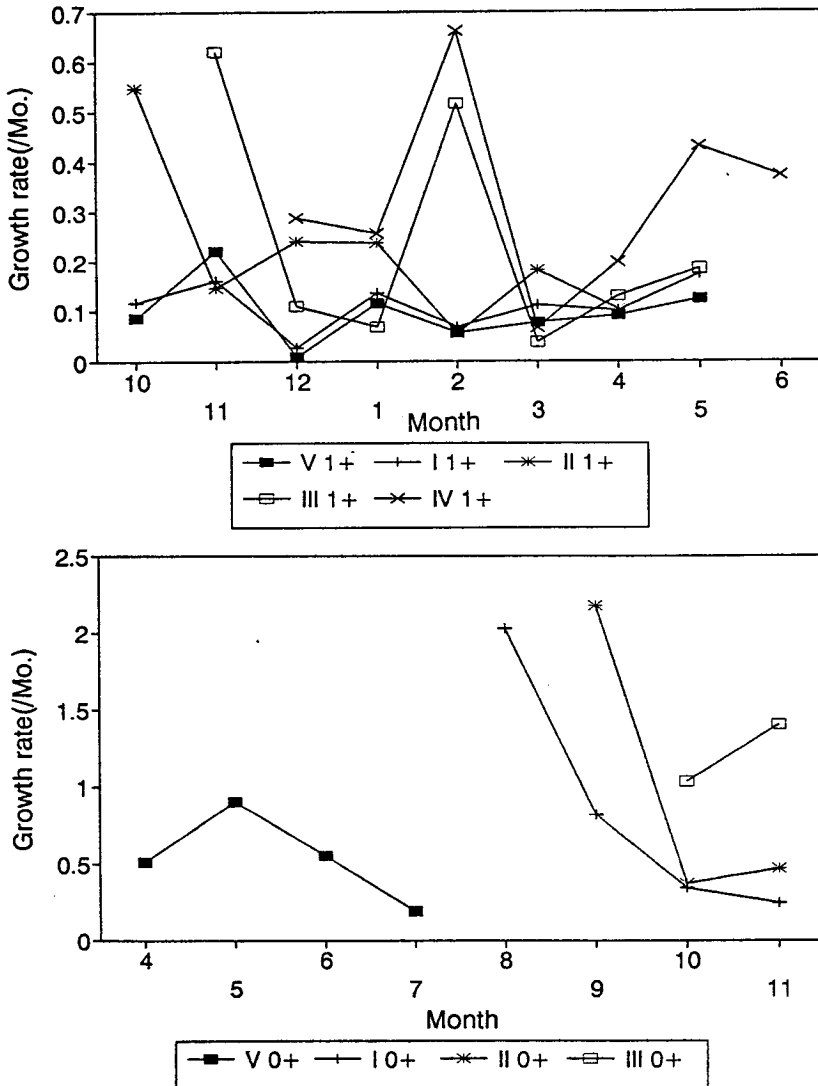 0.7
0.6
0.5
0.4
0.3
0.2
0.1
0
Growth rate(/Mo.)
10 12 2 4 6
11 1 3 5
Month
V 1+ I 1+ II 1+
III 1+ IV 1+
2.5
2
1.5
1
0.5
0
Growth rate(/Mo.)
4 6 8 10
5 7 9 11
Month
V 0+ I 0+ II 0+ III 0+